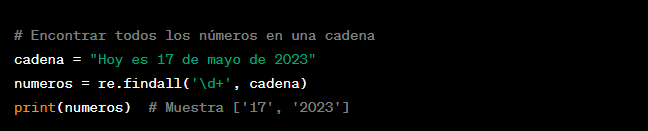 # Encontrar todos los números en una cadena
cadena = "Hoy es 17 de mayo de 2023"
numeros = re.findall('\d+', cadena)
print(numeros)  # Muestra ['17', '2023']